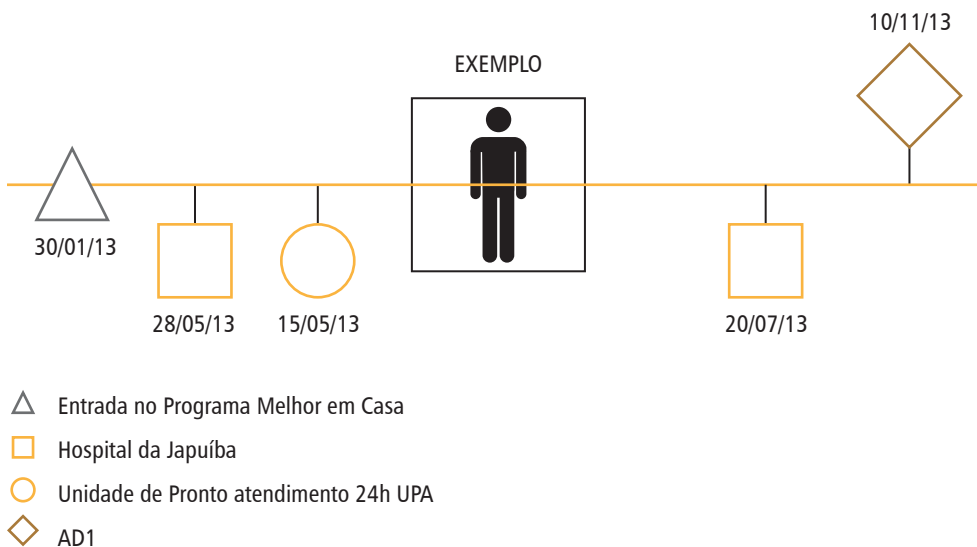 10/11/13
EXEMPLO
30/01/13
28/05/13
15/05/13
20/07/13
Entrada no Programa Melhor em Casa
Hospital da Japuíba
Unidade de Pronto atendimento 24h UPA
AD1